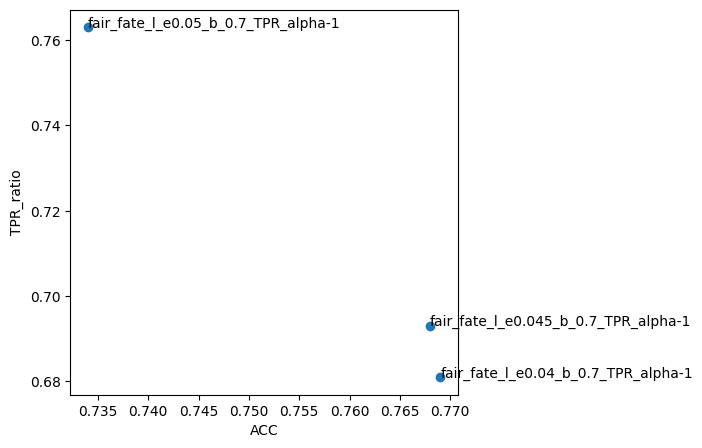 0.76
0.74
0.72
0.70
0.68
TPR_ratio
fair_fate_l_e0.05_b_0.7_TPR_alpha-1
fair_fate_l_e0.045_b_0.7_TPR_alpha-1
fair_fate_l_e0.04_b_0.7_TPR_alpha-1
0.735 0.740 0.745 0.750 0.755 0.760 0.765 0.770
ACC